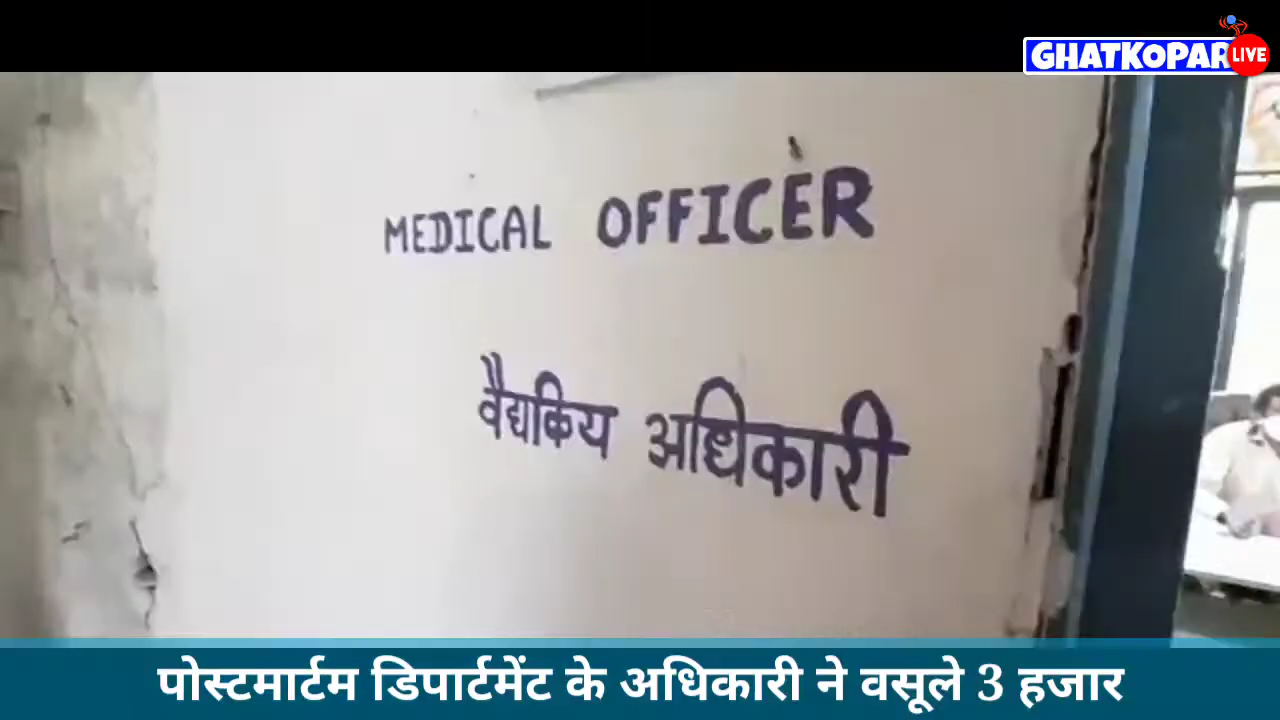 GHATKOPAR LIVE
MEDICAL OFFICER
वैद्यकिय अधिकारी
पोस्टमार्टम डिपार्टमेंट के अधिकारी ने वसूले 3 हजार